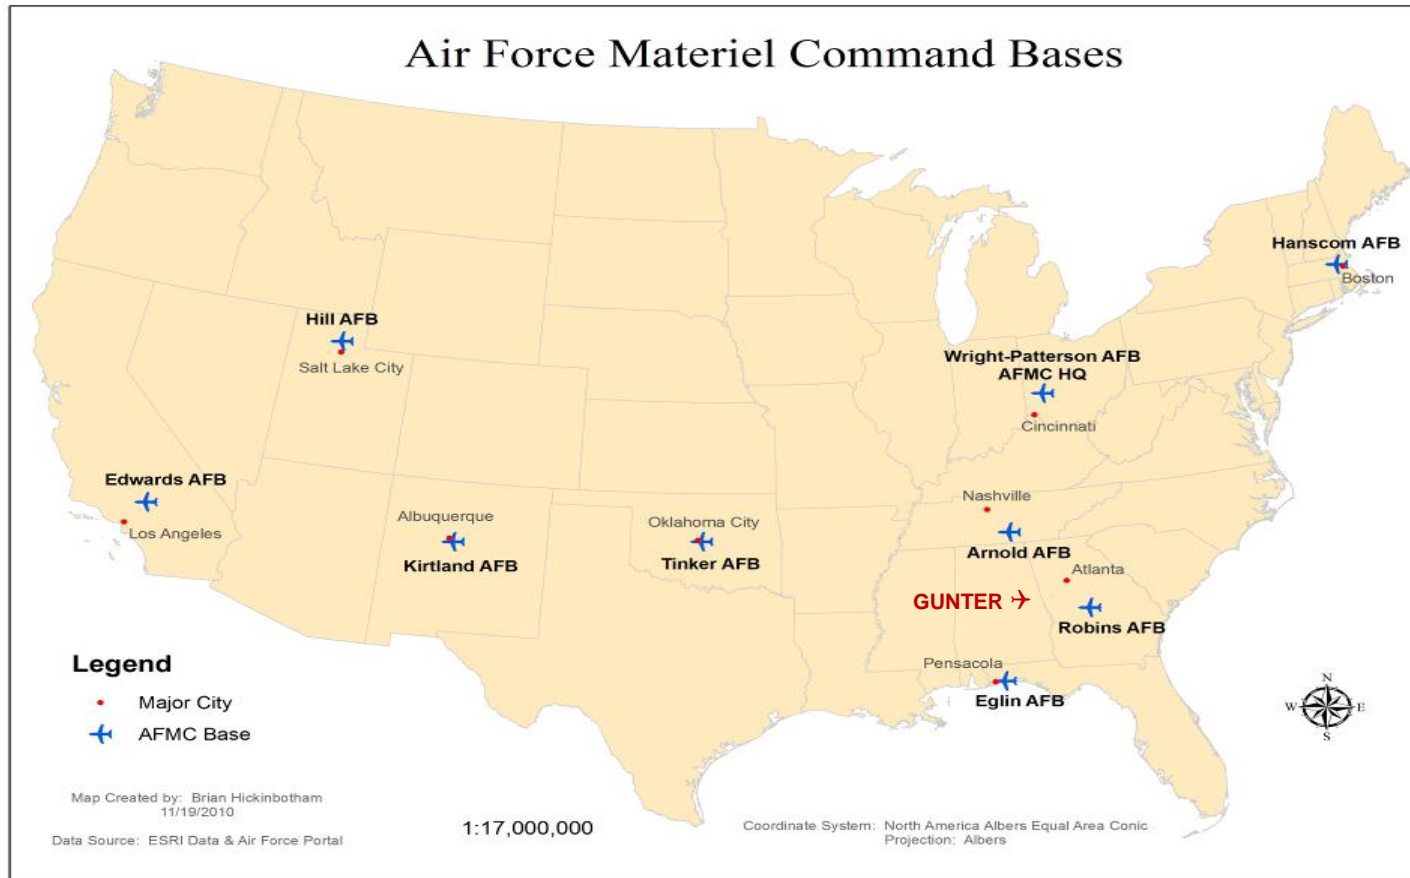 Air Force Materiel Command Bases
Hanscom AFB
Boston
Hill AFB
Salt Lake City
Wright-Patterson AFB
AFMC HQ
Cincinnati
Edwards AFB
Los Angeles
Albuquerque
Kirtland AFB
Oklahoma City
Tinker AFB
Nashville
Arnold AFB
Atlanta
GUNTER
Robins AFB
Pensacola
Eglin AFB
Legend
Major City
AFMC Base
N
W
E
S
Map Created by: Brian Hickinbotham
11/19/2010
Data Source: ESRI Data & Air Force Portal
1:17,000,000
Coordinate System: North America Albers Equal Area Conic
Projection: Albers